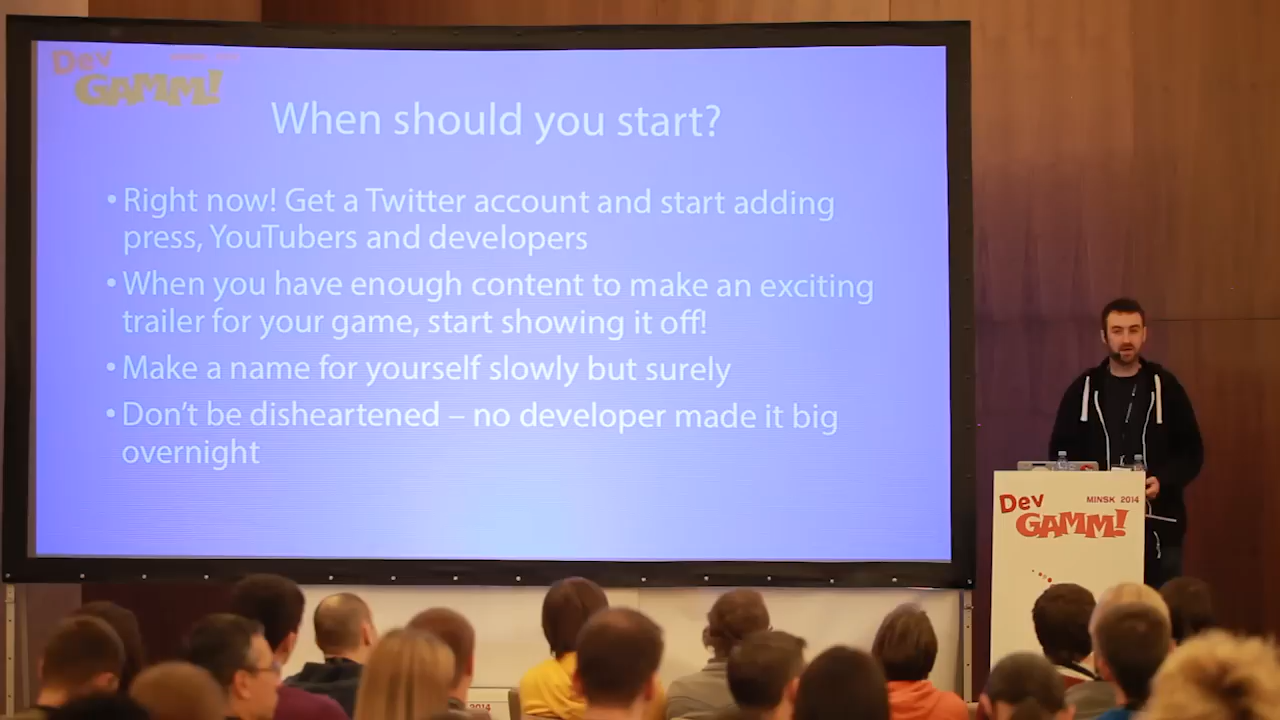 Dev
GAMM!
When should you start?
• Right now! Get a Twitter account and start adding
press, YouTubers and developers
• When you have enough content to make an exciting
trailer for your game, start showing it off!
• Make a name for yourself slowly but surely
• Don't be disheartened – no developer made it big
overnight
Dev
MINSK 2014
GAMM!
2014